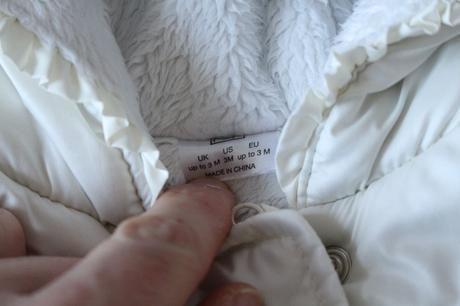 UK US EU
up to 3 M 3M up to 3 M
MADE IN CHINA